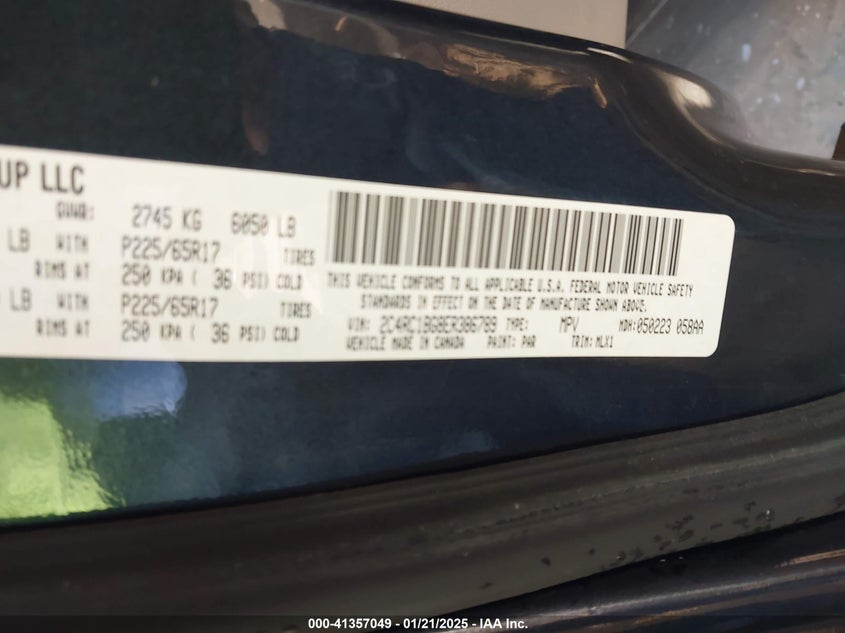 UP LLC
GVWR: 2745 KG 6050 LB
LB WITH P225/65R17 TIRES
RIMS AT 250 KPA ( 36 PSI) COLD
LB WITH P225/65R17 TIRES
RIMS AT 250 KPA ( 36 PSI) COLD
THIS VEHICLE CONFORMS TO ALL APPLICABLE U.S.A. FEDERAL MOTOR VEHICLE SAFETY
STANDARDS IN EFFECT ON THE DATE OF MANUFACTURE SHOWN ABOVE.
VIN: 2C4RC1BG8ER386789 TYPE: MPV MDH:050223 058AA
VEHICLE MADE IN CANADA PAINT: PAR TRIM: MLX1
000-41357049 - 01/21/2025 - IAA Inc.